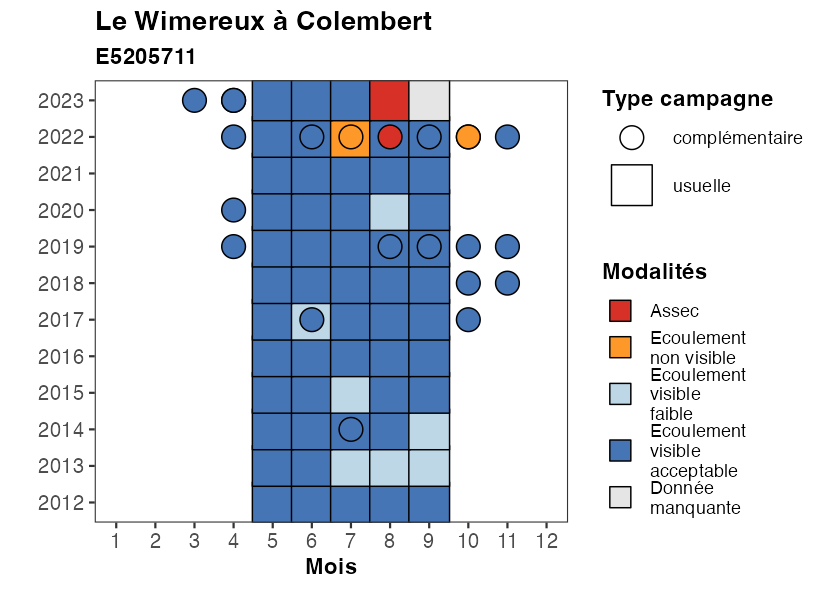 Le Wimereux à Colembert
E5205711
2023
2022
2021
2020
2019
2018
2017
2016
2015
2014
2013
2012
1 2 3 4 5 6 7 8 9 10 11 12
Mois
Type campagne
complémentaire
usuelle
Modalités
Assec
Ecoulement
non visible
Ecoulement
visible
faible
Ecoulement
visible
acceptable
Donnée
manquante